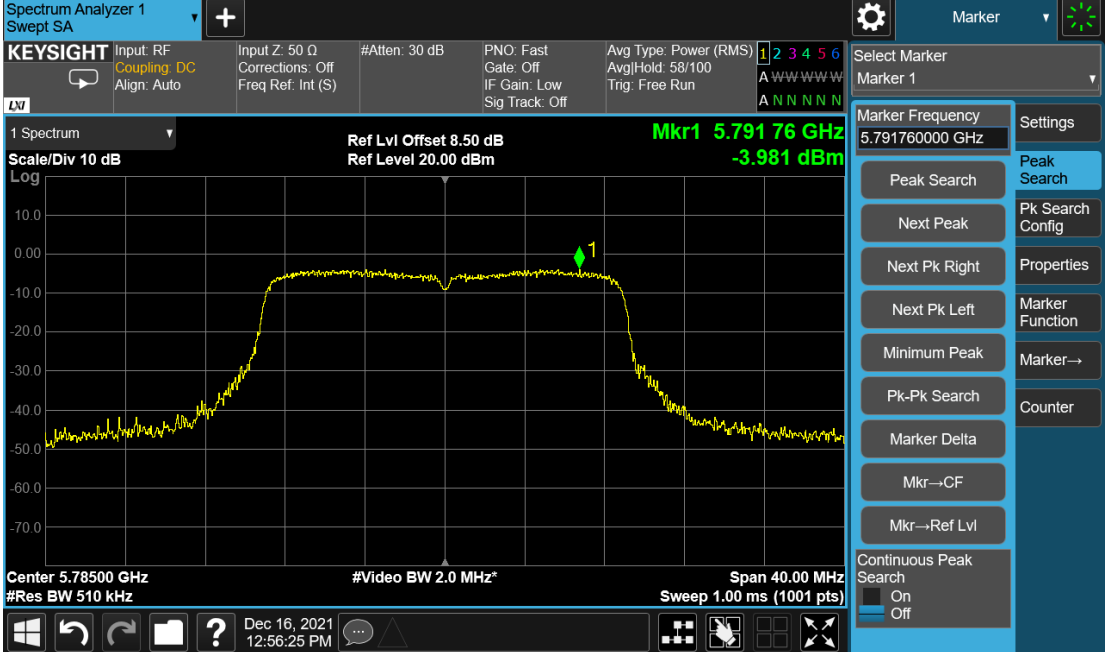 Spectrum Analyzer 1
Swept SA
+
Marker
KEYSIGHT
LXI
Input: RF
Coupling: DC
Align: Auto
Input Z: 50 Ω
Corrections: Off
Freq Ref: Int (S)
#Atten: 30 dB
PNO: Fast
Gate: Off
IF Gain: Low
Sig Track: Off
Avg Type: Power (RMS)
Avg|Hold: 58/100
Trig: Free Run
1 2 3 4 5 6
A W W W W W
A N N N N N
1 Spectrum
Scale/Div 10 dB
Log
Ref Lvl Offset 8.50 dB
Ref Level 20.00 dBm
Mkr1 5.791 76 GHz
-3.981 dBm
1
10.0
0.00
-10.0
-20.0
-30.0
-40.0
-50.0
-60.0
-70.0
Center 5.78500 GHz
#Res BW 510 kHz
#Video BW 2.0 MHz*
Span 40.00 MHz
Sweep 1.00 ms (1001 pts)
Select Marker
Marker 1
Marker Frequency
5.791760000 GHz
Peak Search
Next Peak
Next Pk Right
Next Pk Left
Minimum Peak
Pk-Pk Search
Marker Delta
Mkr→CF
Mkr→Ref Lvl
Continuous Peak
Search
On
Off
Settings
Peak
Search
Pk Search
Config
Properties
Marker
Function
Marker→
Counter
?
Dec 16, 2021
12:56:25 PM